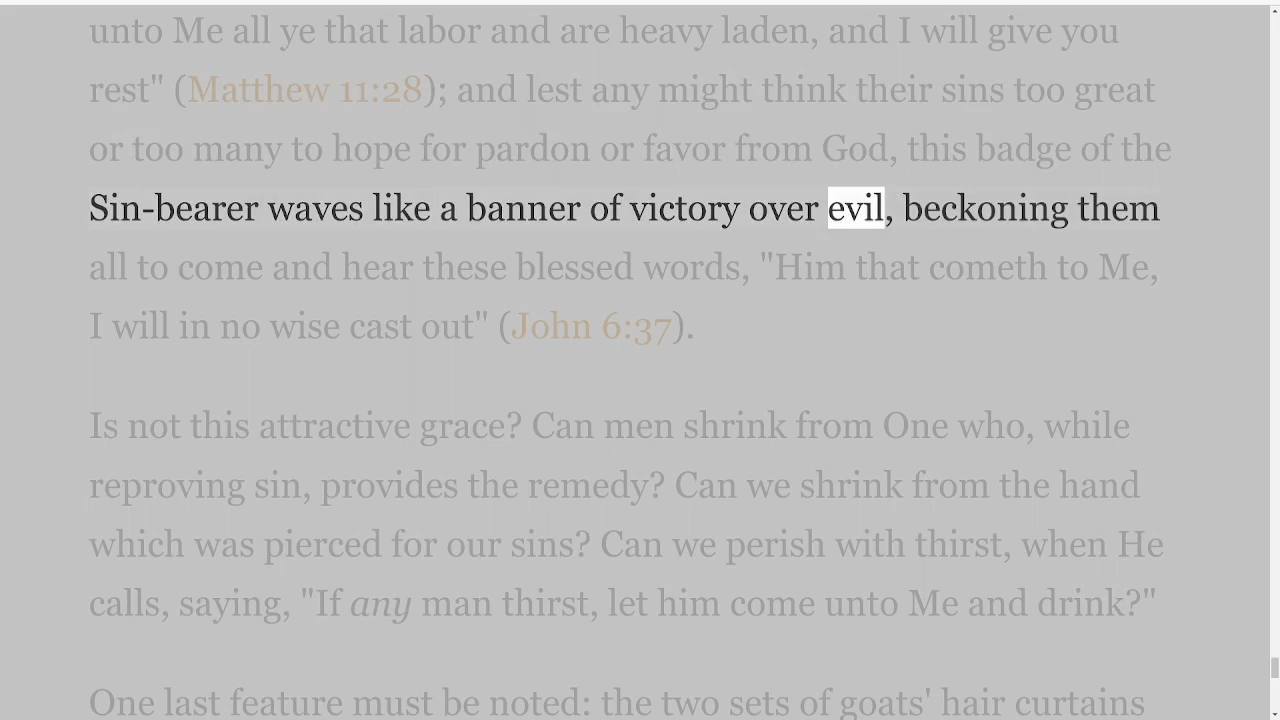 unto Me all ye that labor and are heavy laden, and I will give you
rest" (Matthew 11:28); and lest any might think their sins too great
or too many to hope for pardon or favor from God, this badge of the
Sin-bearer waves like a banner of victory over evil, beckoning them
all to come and hear these blessed words, "Him that cometh to Me,
I will in no wise cast out" (John 6:37).
Is not this attractive grace? Can men shrink from One who, while
reproving sin, provides the remedy? Can we shrink from the hand
which was pierced for our sins? Can we perish with thirst, when He
calls, saying, "If any man thirst, let him come unto Me and drink?"
One last feature must be noted: the two sets of goats' hair curtains